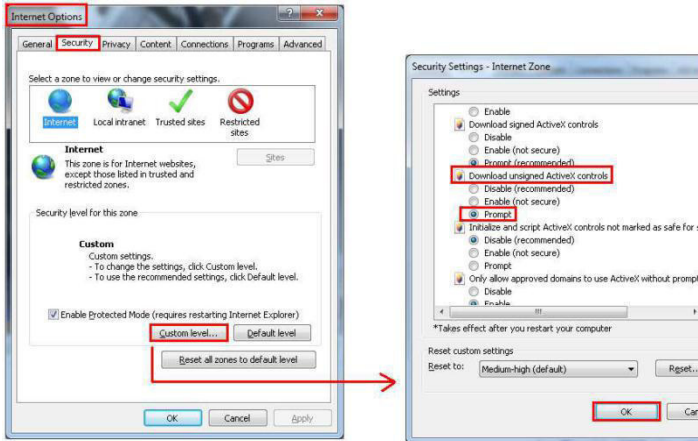 Internet Options
General Security Privacy Content Connections Programs Advanced
Select a zone to view or change security settings.
Internet Local intranet Trusted sites Restricted sites
Internet
This zone is for Internet websites,
except those listed in trusted and
restricted zones.
Sites
Security level for this zone
Custom
Custom settings.
- To change the settings, click Custom level.
- To use the recommended settings, click Default level.
Enable Protected Mode (requires restarting Internet Explorer)
Custom level... Default level
Reset all zones to default level
OK Cancel Apply
Security Settings - Internet Zone
Settings
Enable
Download signed ActiveX controls
Disable
Enable (not secure)
Prompt (recommended)
Download unsigned ActiveX controls
Disable (recommended)
Enable (not secure)
Prompt
Initialize and script ActiveX controls not marked as safe for s
Disable (recommended)
Enable (not secure)
Prompt
Only allow approved domains to use ActiveX without prompt
Disable
Enable
*Takes effect after you restart your computer
Reset custom settings
Reset to: Medium-high (default) Reset..
OK Can